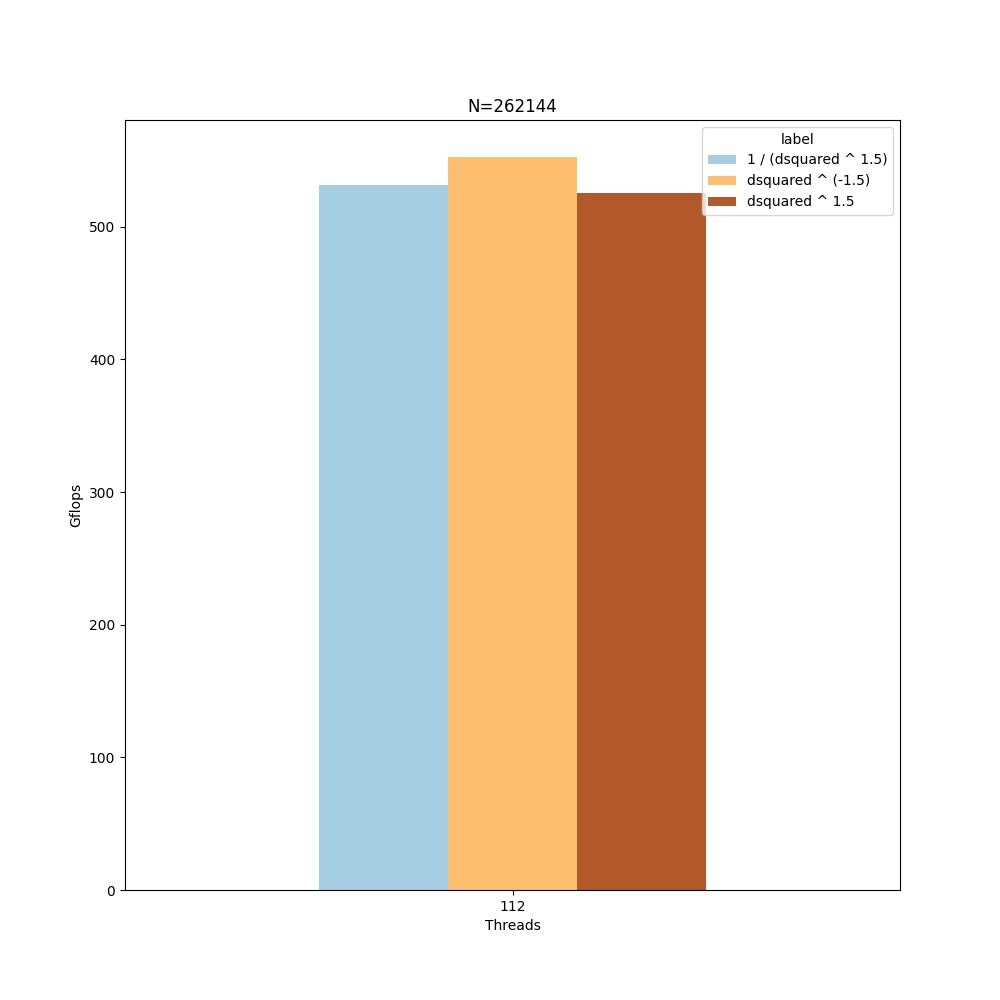 N=262144
label
1 / (dsquared ^ 1.5)
dsquared ^ (-1.5)
dsquared ^ 1.5
500
400
300
200
100
0
Gflops
112
Threads